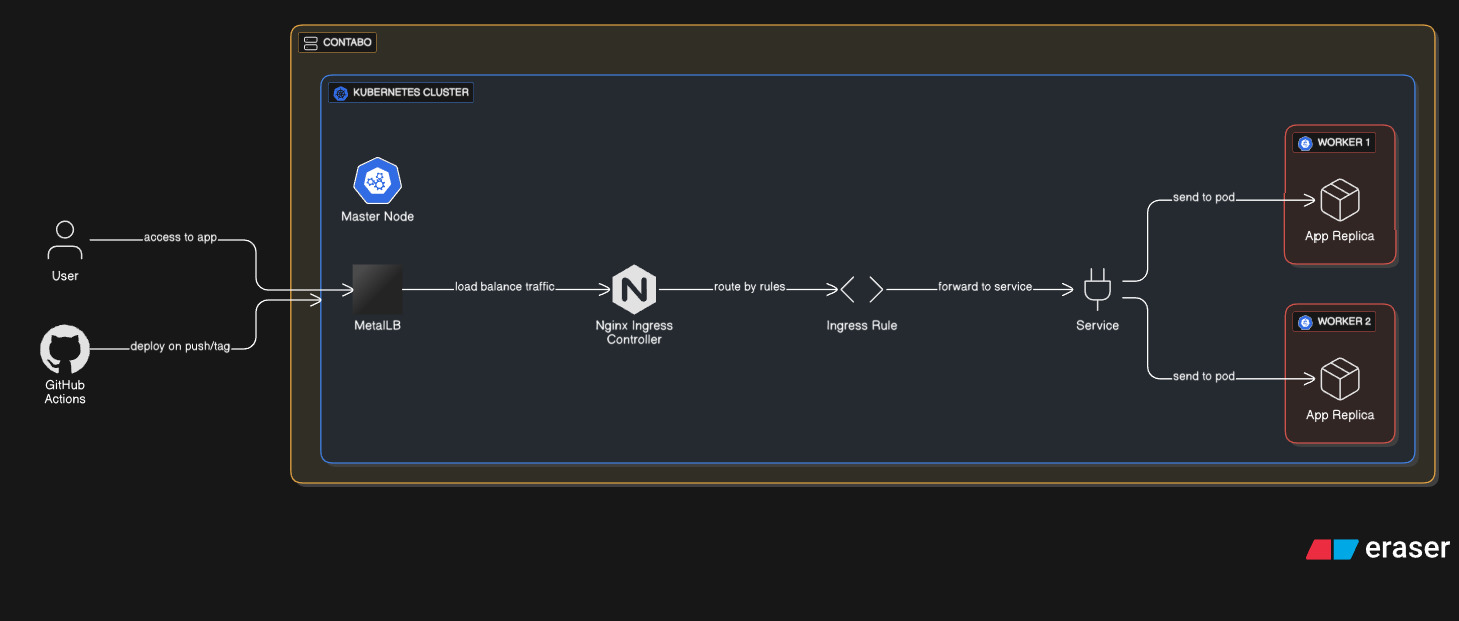 CONTABO
KUBERNETES CLUSTER
WORKER 1
Master Node
send to pod
App Replica
User
access to app
MetalLB
load balance traffic
Nginx Ingress
Controller
route by rules
Ingress Rule
forward to service
Service
GitHub
Actions
deploy on push/tag
WORKER 2
send to pod
App Replica
eraser